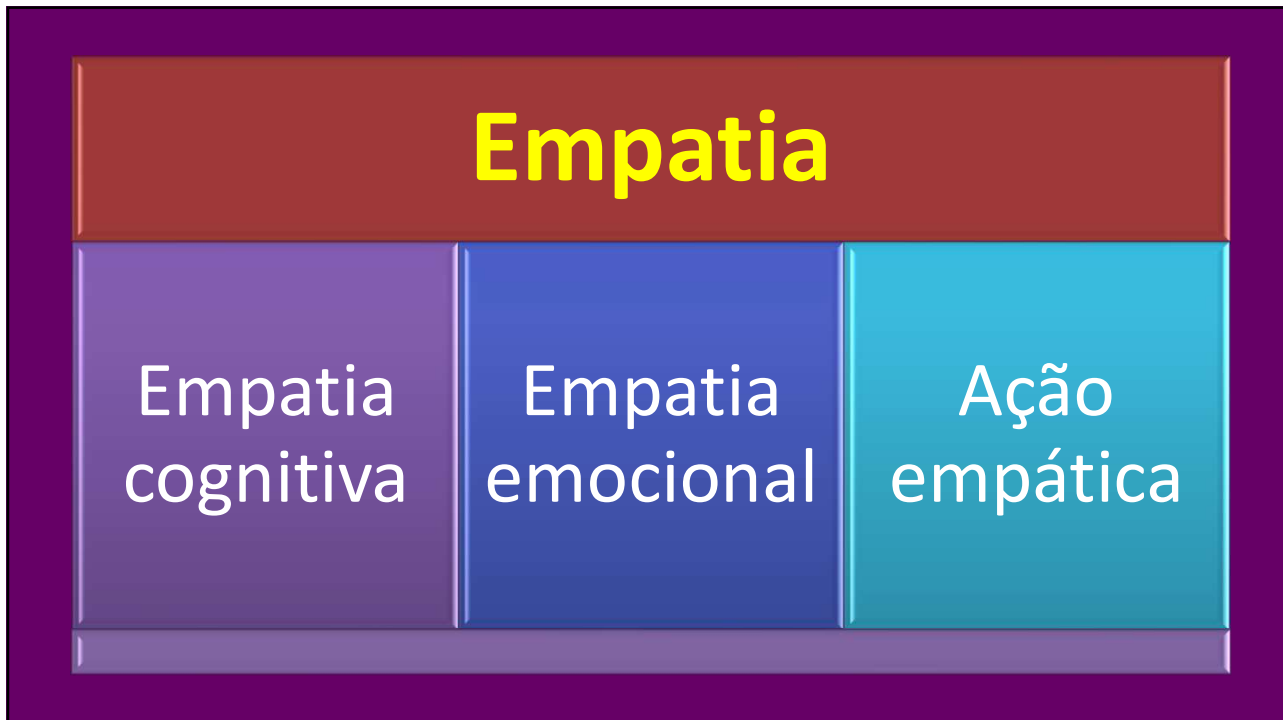 Empatia
Empatia
cognitiva
Empatia
emocional
Ação
empática